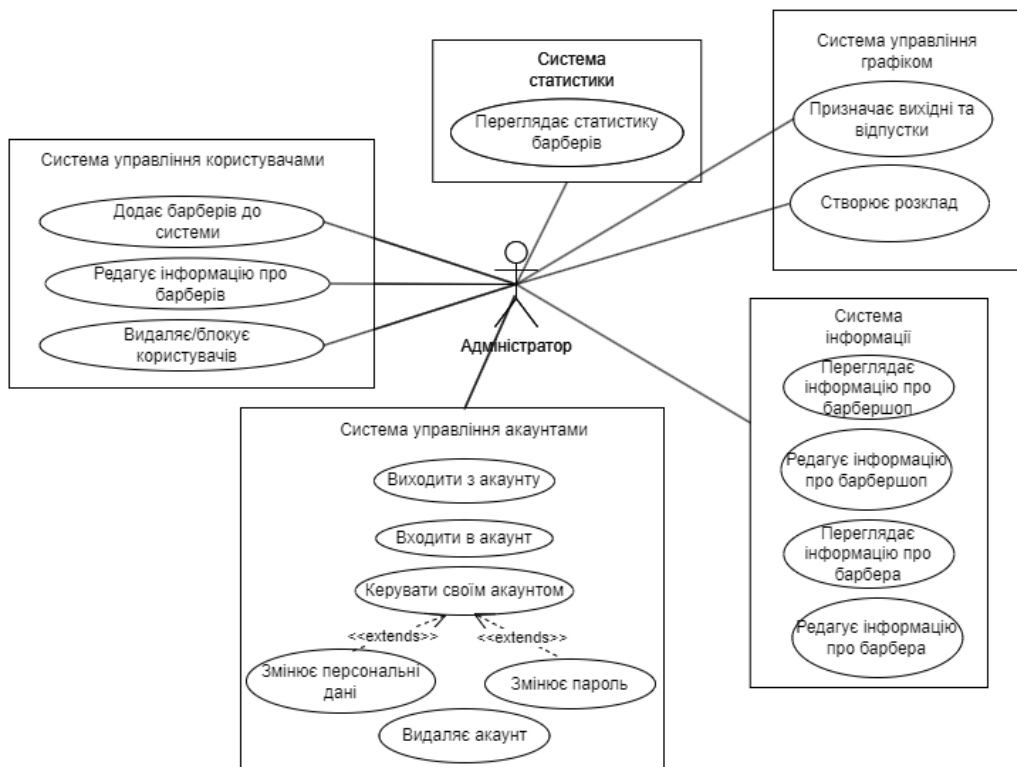 Система
статистики
Переглядає статистику
барберів
Система управління
графіком
Призначає вихідні та
відпустки
Створює розклад
Система управління користувачами
Додає барберів до
системи
Редагує інформацію про
барберів
Видаляє/блокує
користувачів
Адміністратор
Система
інформації
Переглядає
інформацію про
барбершоп
Редагує інформацію
про барбершоп
Переглядає
інформацію про
барбера
Редагує інформацію
про барбера
Система управління акаунтами
Виходити з акаунту
Входити в акаунт
Керувати своїм акаунтом
<<extends>>
<<extends>>
Змінює персональні
дані
Змінює пароль
Видаляє акаунт